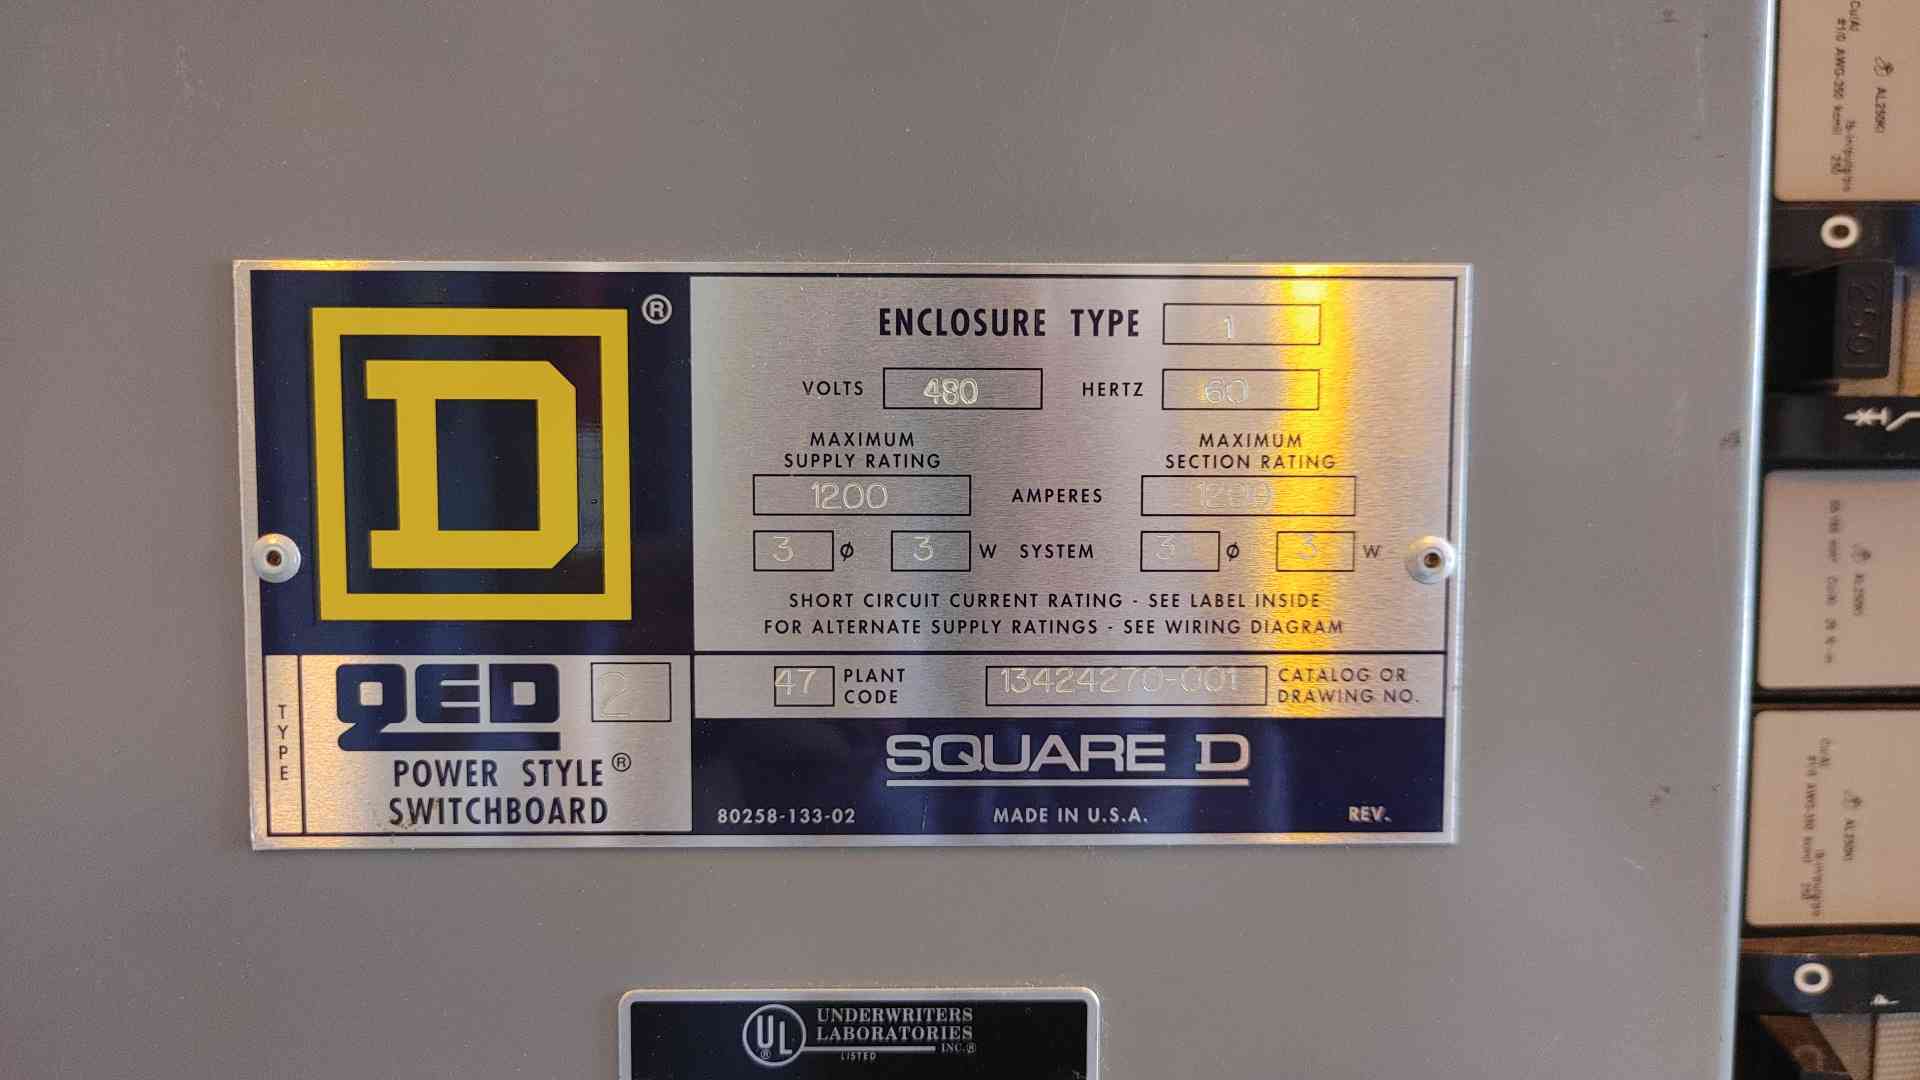 D®
ENCLOSURE TYPE 1
VOLTS 480 HERTZ 60
MAXIMUM SUPPLY RATING
MAXIMUM SECTION RATING
1200 AMPERES 1200
3 ø 3 W SYSTEM 3 ø 3 W
SHORT CIRCUIT CURRENT RATING - SEE LABEL INSIDE
FOR ALTERNATE SUPPLY RATINGS - SEE WIRING DIAGRAM
TYPE
QED 2
POWER STYLE®
SWITCHBOARD
47 PLANT CODE
13424270-001 CATALOG OR DRAWING NO.
SQUARE D
80258-133-02 MADE IN U.S.A. REV.
UL®
UNDERWRITERS
LABORATORIES
INC.®
LISTED
250